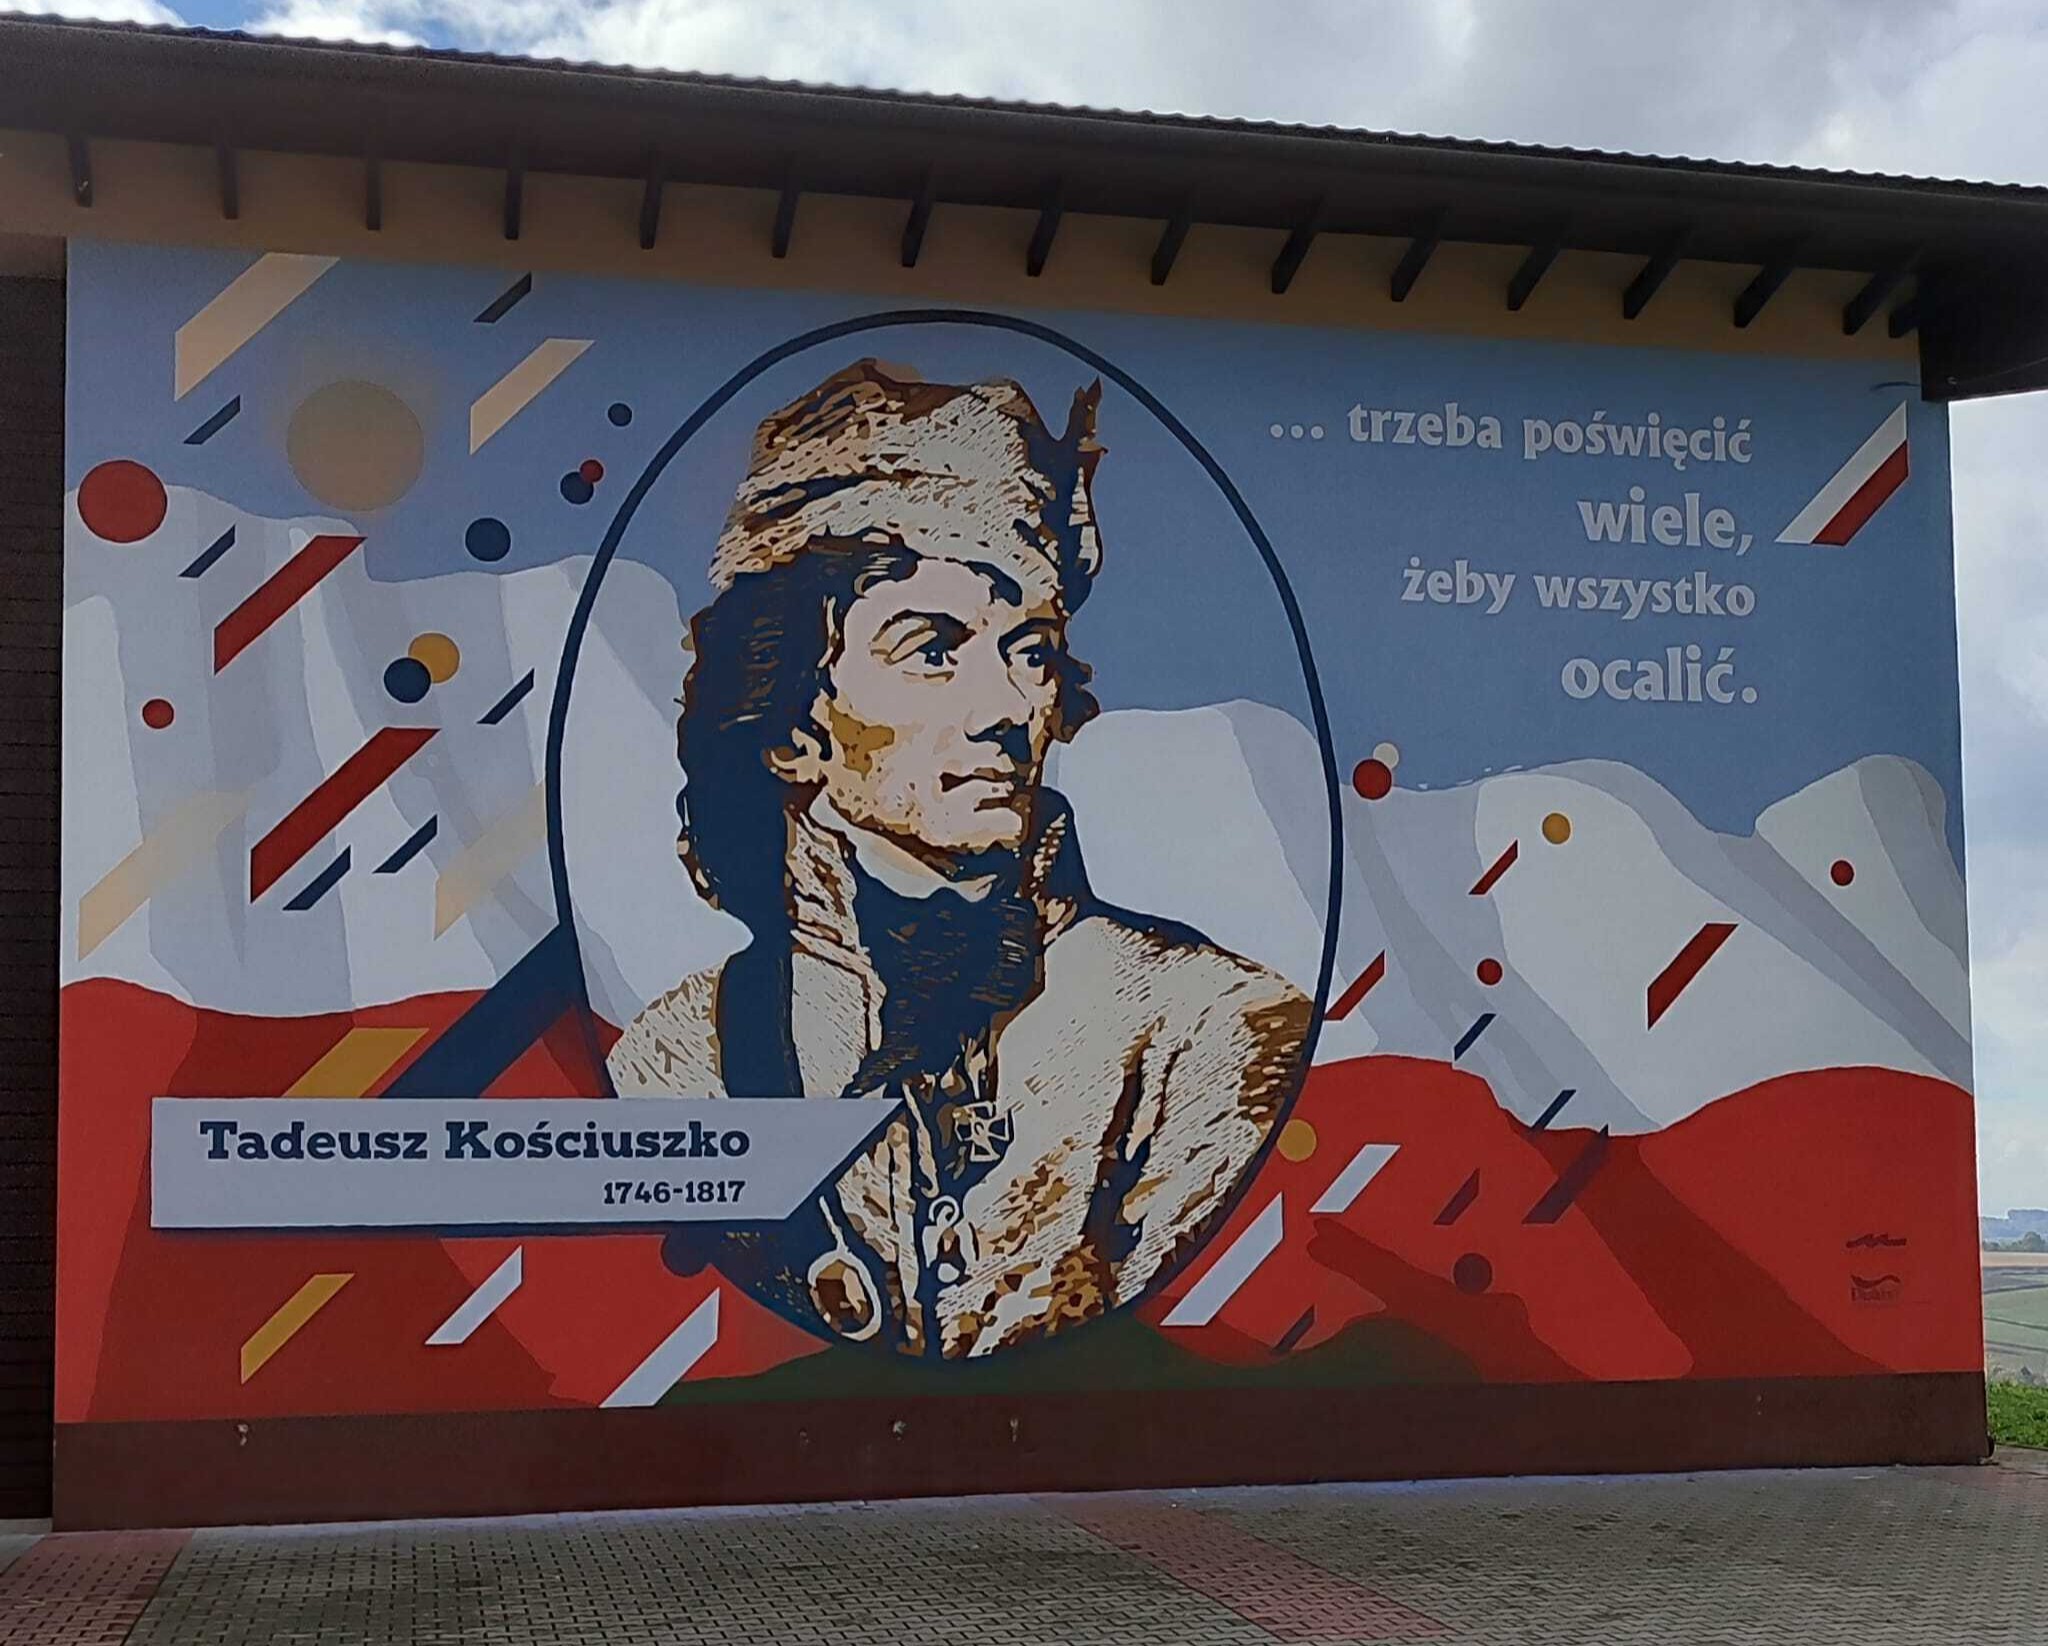 ... trzeba poświęcić
wiele,
żeby wszystko
ocalić.
Tadeusz Kościuszko
1746-1817